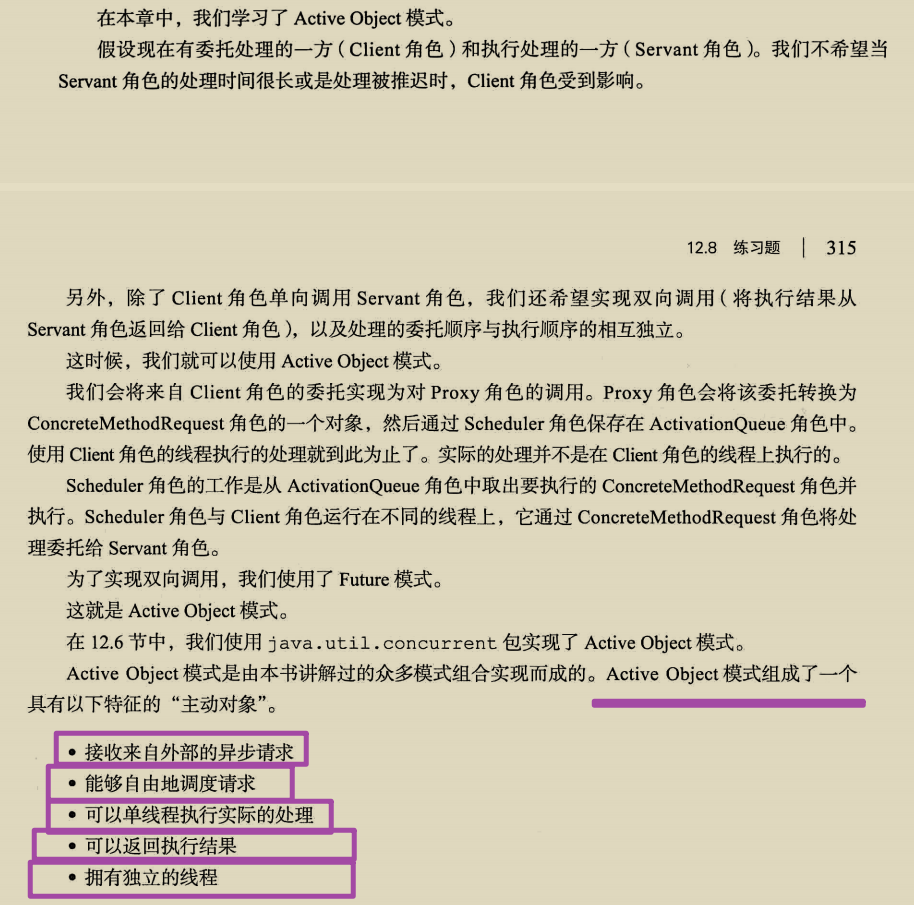 在本章中，我们学习了 Active Object 模式。
假设现在有委托处理的一方（Client 角色）和执行处理的一方（Servant 角色）。我们不希望当
Servant 角色的处理时间很长或是处理被推迟时，Client 角色受到影响。
12.8 练习题 | 315
另外，除了 Client 角色单向调用 Servant 角色，我们还希望实现双向调用（将执行结果从
Servant 角色返回给 Client 角色），以及处理的委托顺序与执行顺序的相互独立。
这时候，我们就可以使用 Active Object 模式。
我们会将来自 Client 角色的委托实现为对 Proxy 角色的调用。Proxy 角色会将该委托转换为
ConcreteMethodRequest 角色的一个对象，然后通过 Scheduler 角色保存在 ActivationQueue 角色中。
使用 Client 角色的线程执行的处理就到此为止了。实际的处理并不是在 Client 角色的线程上执行的。
Scheduler 角色的工作是从 ActivationQueue 角色中取出要执行的 ConcreteMethodRequest 角色并
执行。Scheduler 角色与 Client 角色运行在不同的线程上，它通过 ConcreteMethodRequest 角色将处
理委托给 Servant 角色。
为了实现双向调用，我们使用了 Future 模式。
这就是 Active Object 模式。
在 12.6 节中，我们使用 java.util.concurrent 包实现了 Active Object 模式。
Active Object 模式是由本书讲解过的众多模式组合实现而成的。Active Object 模式组成了一个
具有以下特征的“主动对象”。
• 接收来自外部的异步请求
• 能够自由地调度请求
• 可以单线程执行实际的处理
• 可以返回执行结果
• 拥有独立的线程